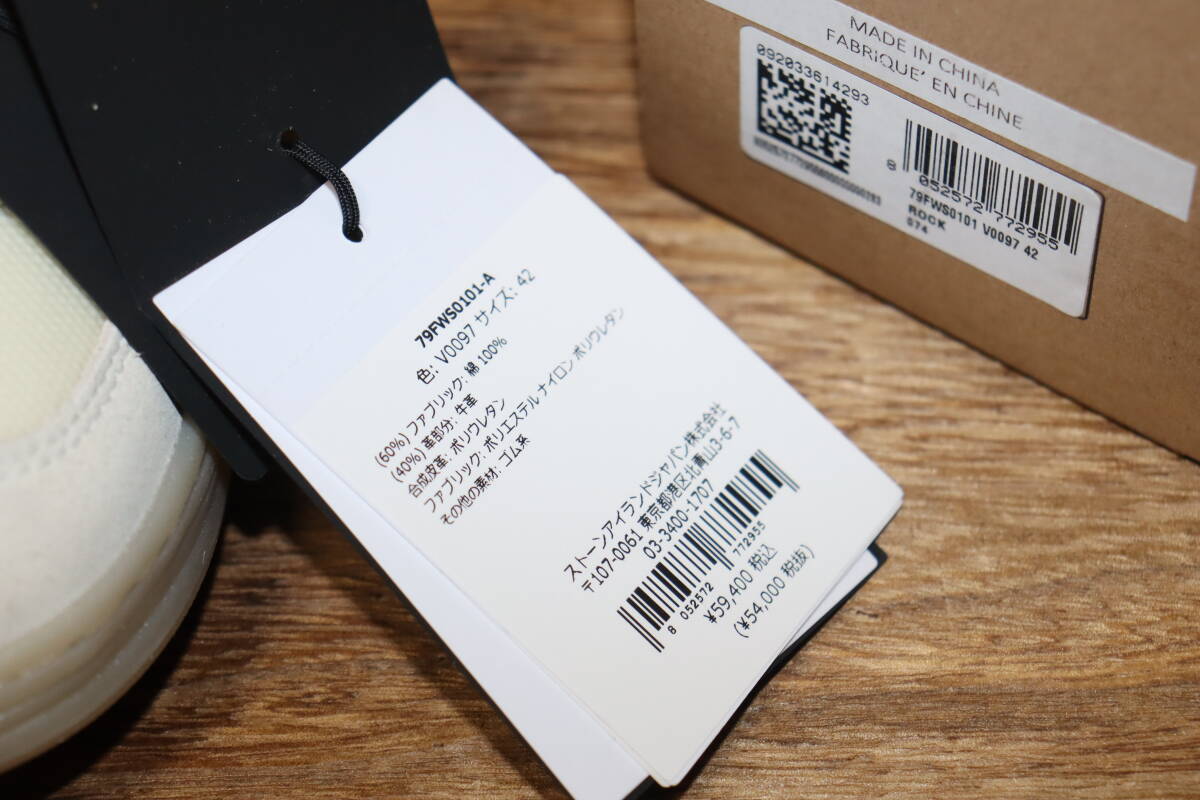 79FWS0101-A
色: V0097 サイズ: 42
(60%) ファブリック: 綿 100%
(40%) 革部分: 牛革
合成皮革: ポリウレタン
ファブリック: ポリエステル ナイロン ポリウレタン
その他の素材: ゴム系
ストーンアイランドジャパン株式会社
〒107-0061 東京都港区北青山3-6-7
03-3400-1707
8 052572 772955
¥59,400 税込
(¥54,000 税抜)
MADE IN CHINA
FABRIQUE' EN CHINE
092033614293
8 052572 772955
79FWS0101 V0097 42
ROCK
074